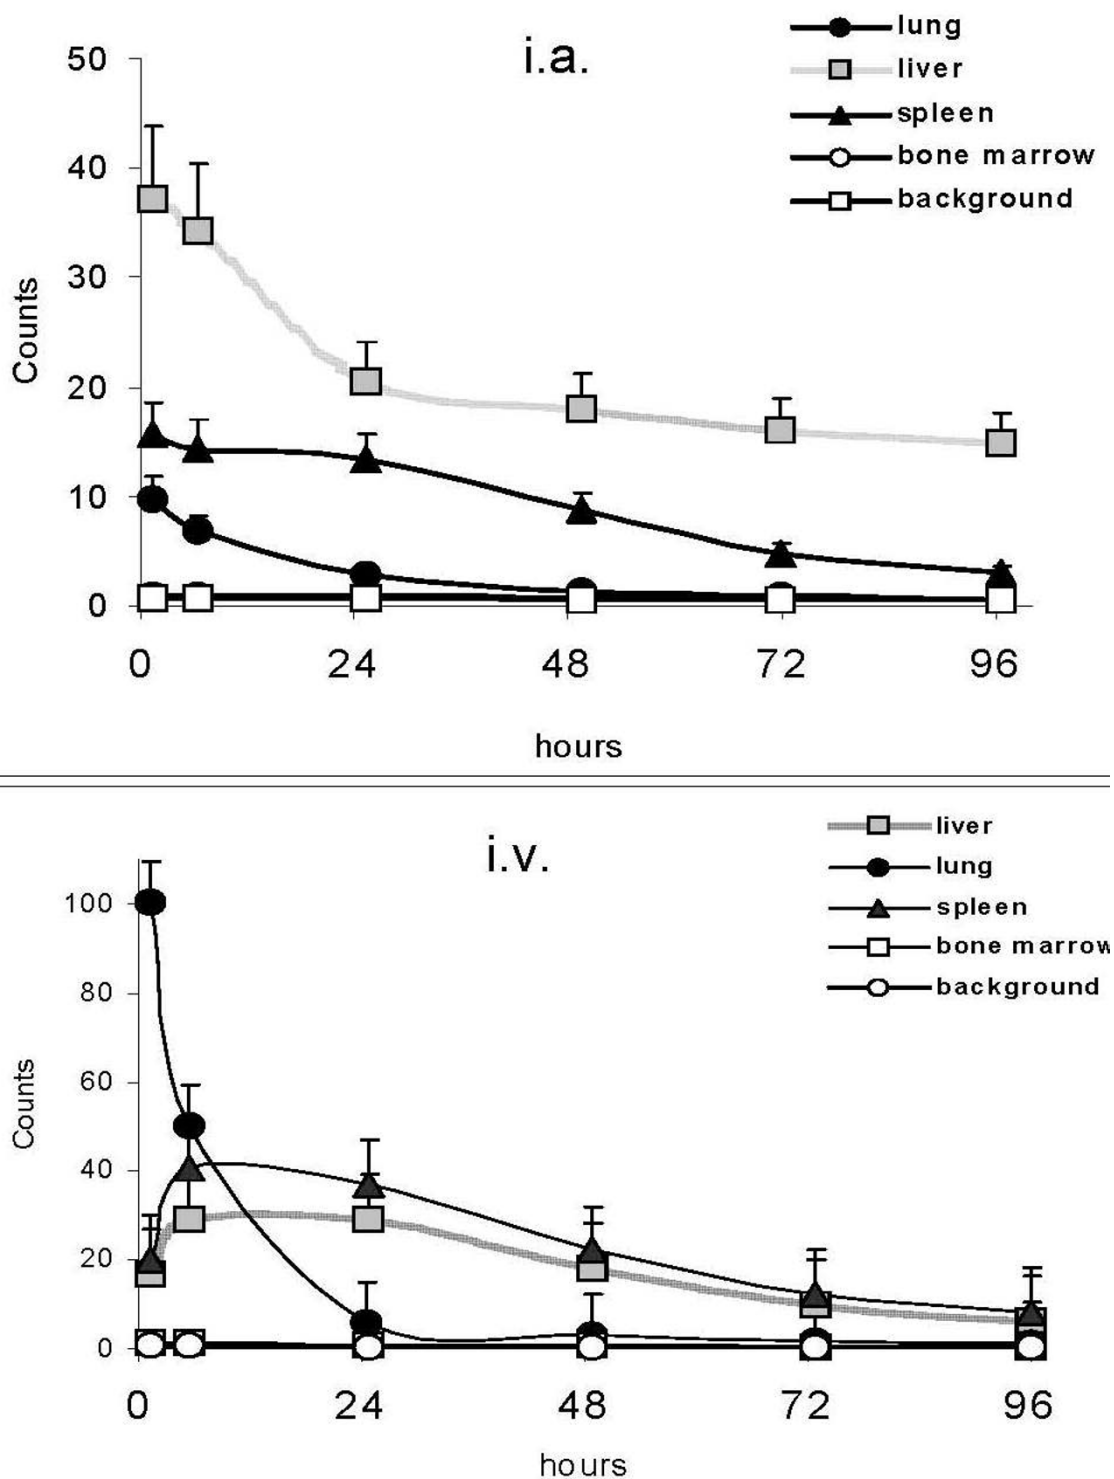 i.a.
lung
liver
spleen
bone marrow
background
50
40
30
20
10
0
Counts
0 24 48 72 96
hours
i.v.
liver
lung
spleen
bone marrow
background
100
80
60
40
20
0
Counts
0 24 48 72 96
hours